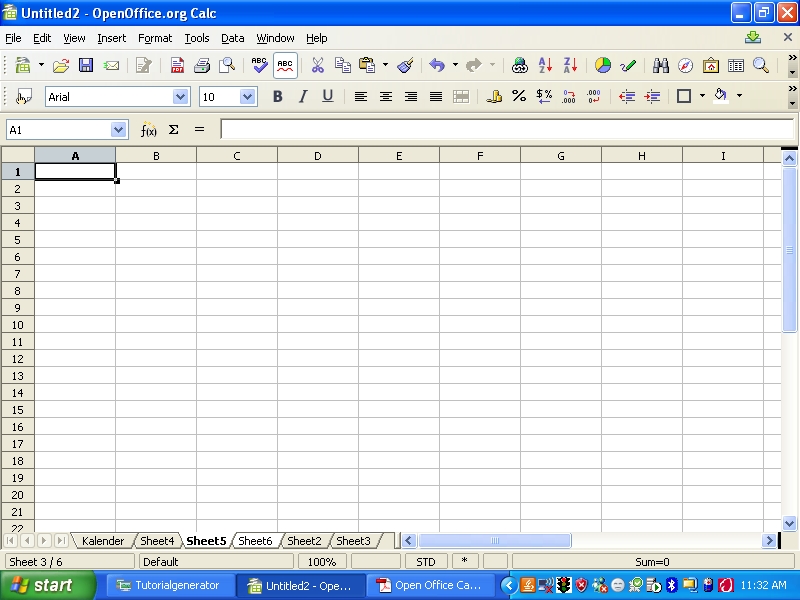 Untitled2 - OpenOffice.org Calc
File Edit View Insert Format Tools Data Window Help
ABC ABC
Arial 10 B I U
A1 f(x) Σ =
A B C D E F G H I
1
2
3
4
5
6
7
8
9
10
11
12
13
14
15
16
17
18
19
20
21
22
Kalender Sheet4 Sheet5 Sheet6 Sheet2 Sheet3
Sheet 3 / 6 Default 100% STD * Sum=0
start Tutorialgenerator Untitled2 - Ope... Open Office Ca... 11:32 AM